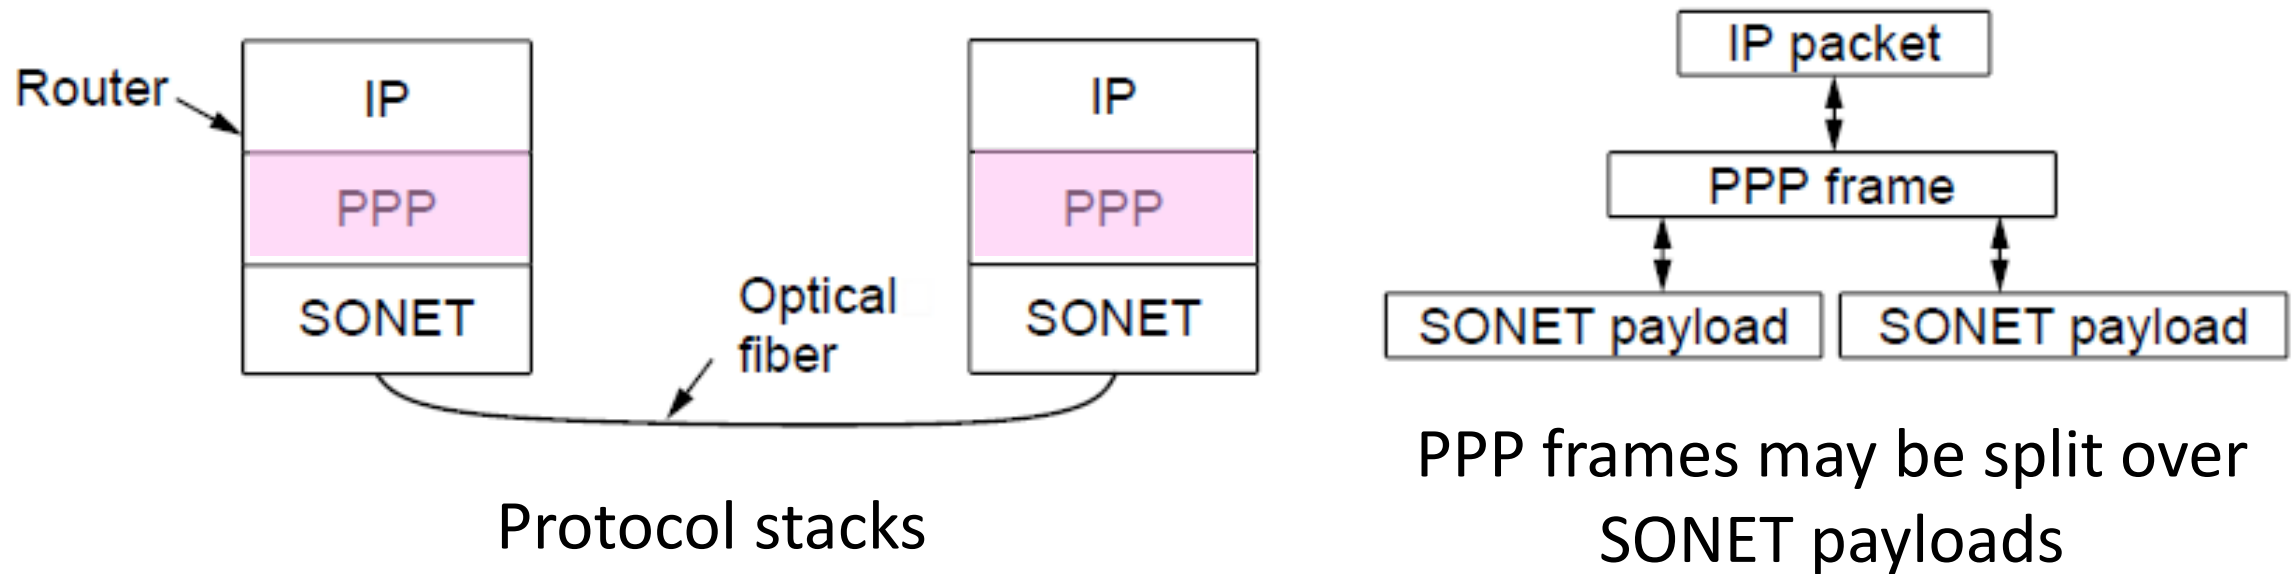 Router
IP
PPP
SONET
Optical
fiber
IP
PPP
SONET
Protocol stacks
IP packet
PPP frame
SONET payload
SONET payload
PPP frames may be split over
SONET payloads